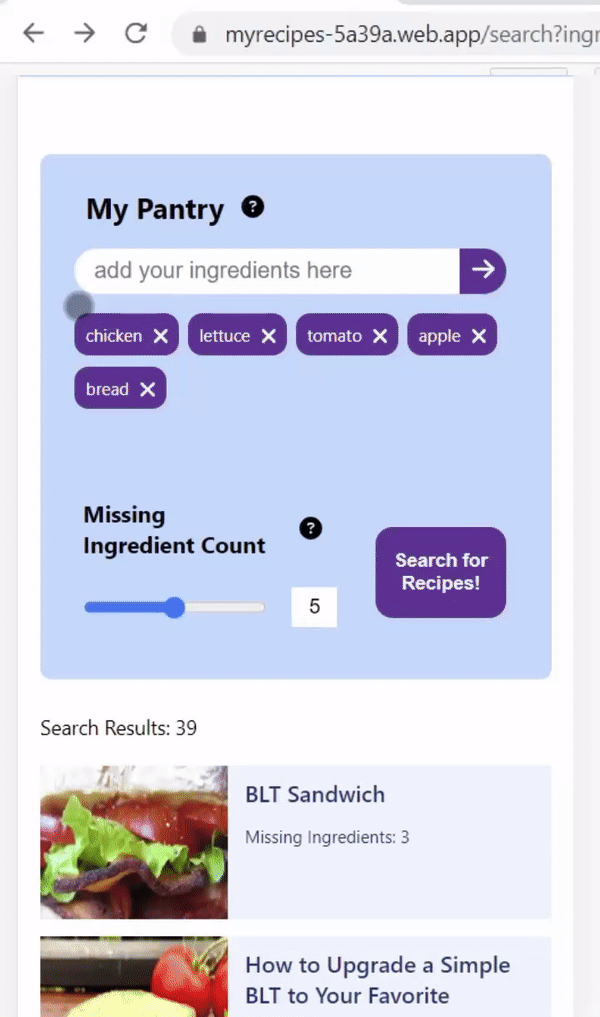 myrecipes-5a39a.web.app/search?ingr
My Pantry ?
add your ingredients here
chicken lettuce tomato apple
bread
Missing
Ingredient Count ?
Search for
Recipes!
5
Search Results: 39
BLT Sandwich
Missing Ingredients: 3
How to Upgrade a Simple
BLT to Your Favorite